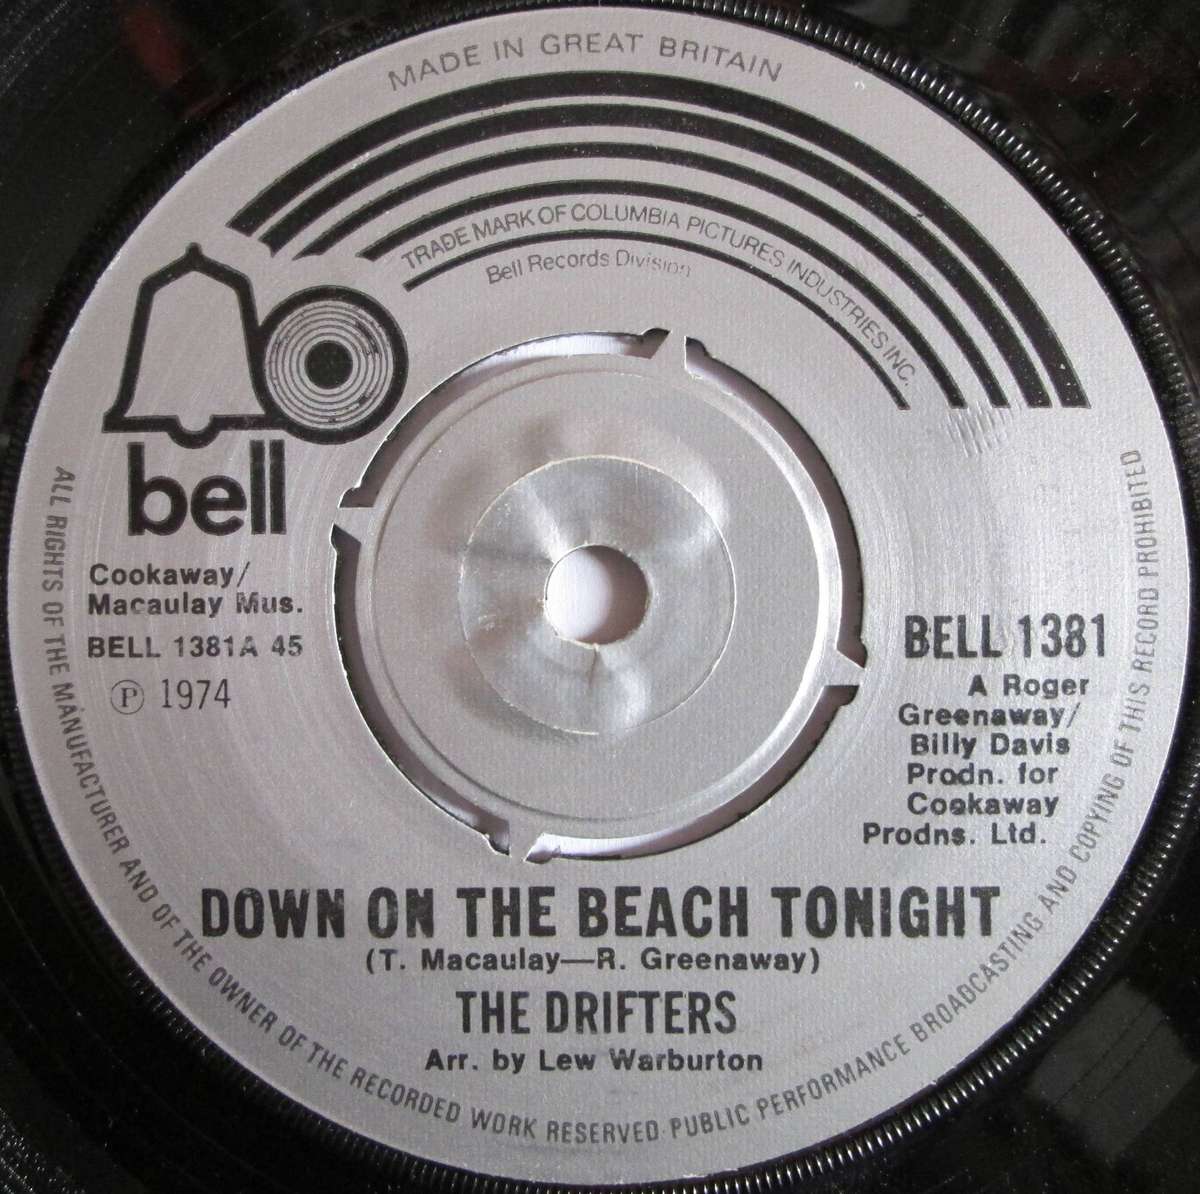 MADE IN GREAT BRITAIN
TRADE MARK OF COLUMBIA PICTURES INDUSTRIES INC.
Bell Records Division
bell
Cookaway/
Macaulay Mus.
BELL 1381A 45
Ⓟ 1974
BELL 1381
A Roger
Greenaway/
Billy Davis
Prodn. for
Cookaway
Prodns. Ltd.
DOWN ON THE BEACH TONIGHT
(T. Macaulay—R. Greenaway)
THE DRIFTERS
Arr. by Lew Warburton
ALL RIGHTS OF THE MANUFACTURER AND OF THE OWNER OF THE RECORDED WORK RESERVED PUBLIC PERFORMANCE BROADCASTING AND COPYING OF THIS RECORD PROHIBITED